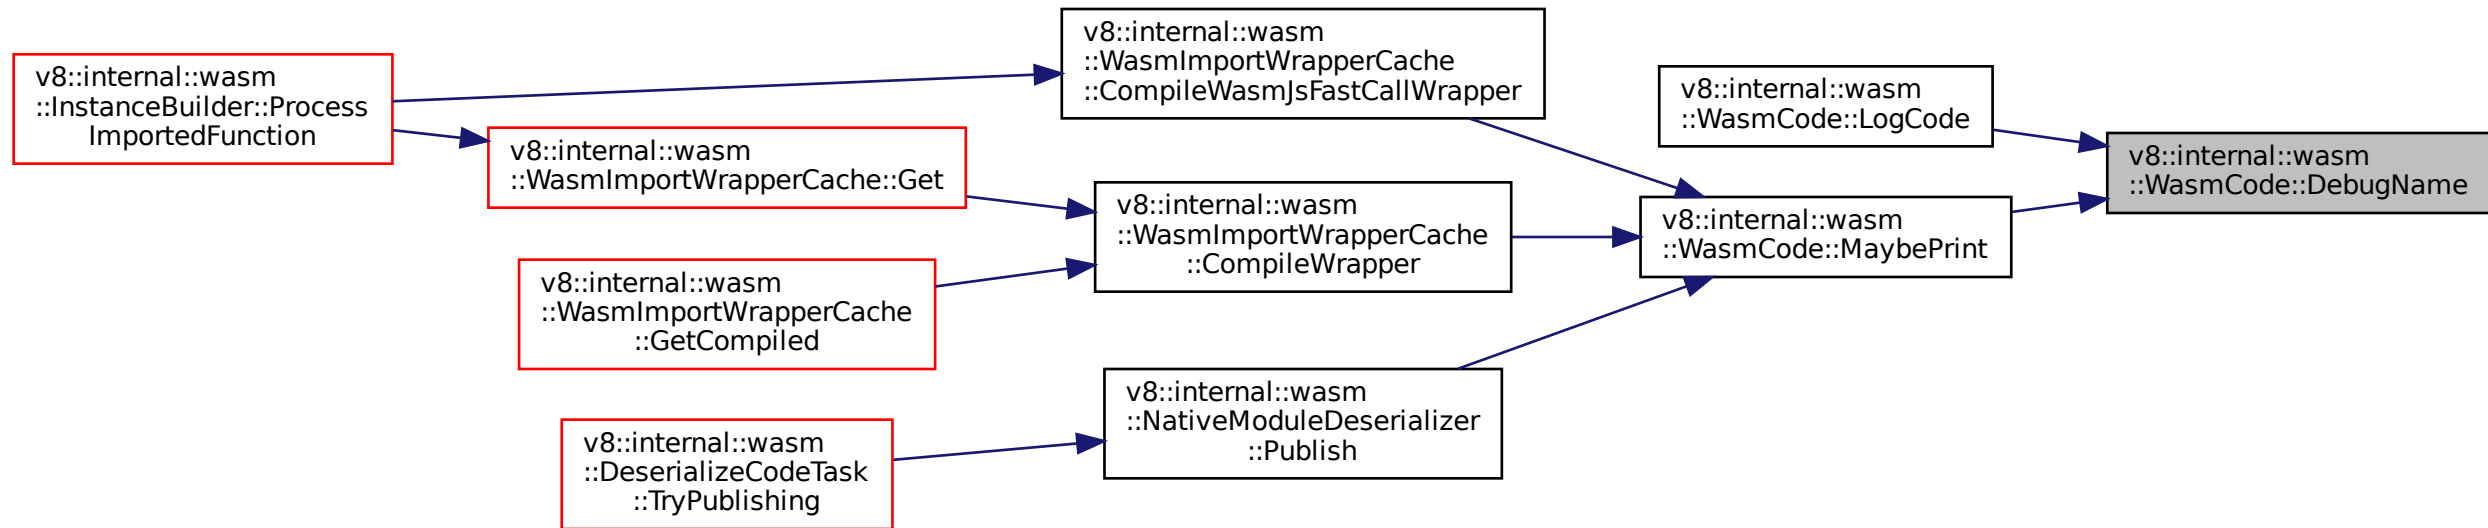 v8::internal::wasm
::InstanceBuilder::Process
ImportedFunction
v8::internal::wasm
::WasmImportWrapperCache::Get
v8::internal::wasm
::WasmImportWrapperCache
::GetCompiled
v8::internal::wasm
::DeserializeCodeTask
::TryPublishing
v8::internal::wasm
::WasmImportWrapperCache
::CompileWasmJsFastCallWrapper
v8::internal::wasm
::WasmImportWrapperCache
::CompileWrapper
v8::internal::wasm
::NativeModuleDeserializer
::Publish
v8::internal::wasm
::WasmCode::LogCode
v8::internal::wasm
::WasmCode::MaybePrint
v8::internal::wasm
::WasmCode::DebugName